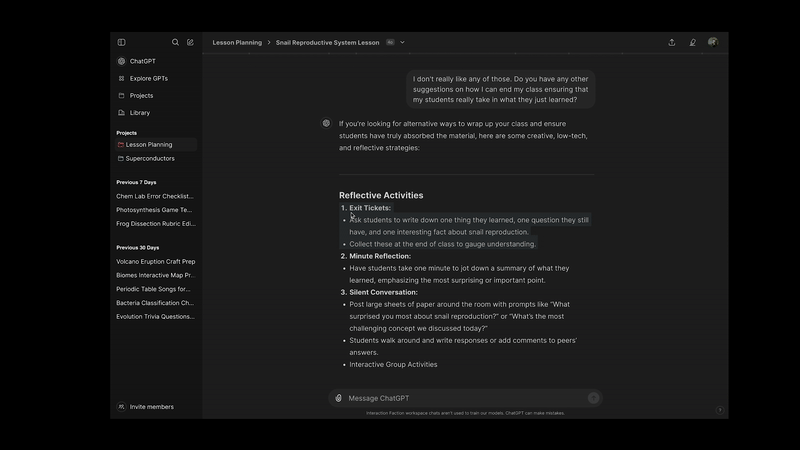 Lesson Planning > Snail Reproductive System Lesson
ChatGPT
Explore GPTs
Projects
Library
Projects
Lesson Planning
Superconductors
Previous 7 Days
Chem Lab Error Checklist...
Photosynthesis Game Te...
Frog Dissection Rubric Edi...
Previous 30 Days
Volcano Eruption Craft Prep
Biomes Interactive Map Pr...
Periodic Table Songs for...
Bacteria Classification Ch...
Evolution Trivia Questions...
Invite members
I don't really like any of those. Do you have any other
suggestions on how I can end my class ensuring that
my students really take in what they just learned?
If you're looking for alternative ways to wrap up your class and ensure
students have truly absorbed the material, here are some creative, low-tech,
and reflective strategies:
Reflective Activities
1. Exit Tickets:
• Ask students to write down one thing they learned, one question they still
have, and one interesting fact about snail reproduction.
• Collect these at the end of class to gauge understanding.
2. Minute Reflection:
• Have students take one minute to jot down a summary of what they
learned, emphasizing the most surprising or important point.
3. Silent Conversation:
• Post large sheets of paper around the room with prompts like "What
surprised you most about snail reproduction?" or "What's the most
challenging concept we discussed today?"
• Students walk around and write responses or add comments to peers'
answers.
• Interactive Group Activities
Message ChatGPT
Interaction Faction workspace chats aren't used to train our models. ChatGPT can make mistakes.
?